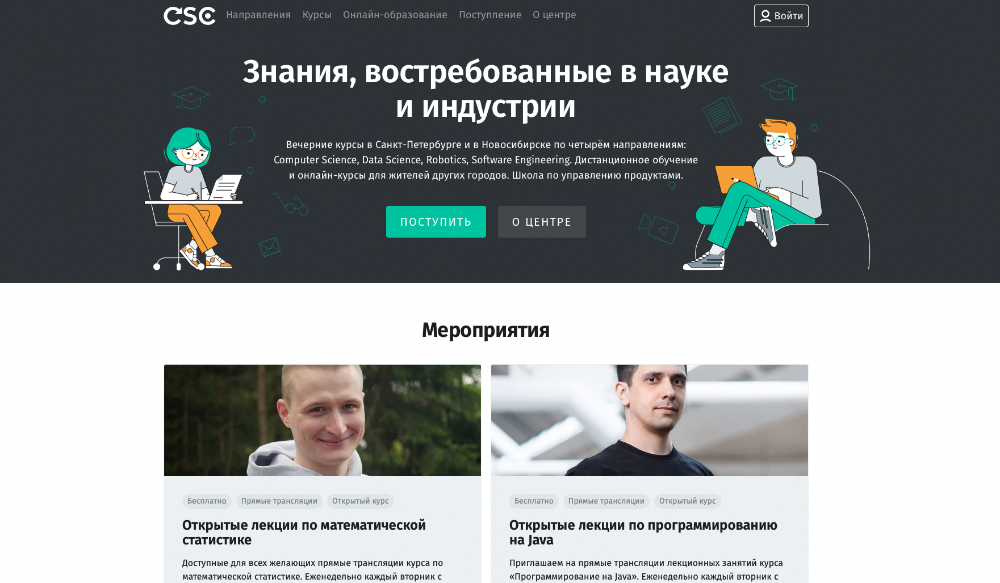 CSC Направления Курсы Онлайн-образование Поступление О центре Войти
Знания, востребованные в науке
и индустрии
Вечерние курсы в Санкт-Петербурге и в Новосибирске по четырём направлениям:
Computer Science, Data Science, Robotics, Software Engineering. Дистанционное обучение
и онлайн-курсы для жителей других городов. Школа по управлению продуктами.
ПОСТУПИТЬ О ЦЕНТРЕ
Мероприятия
Бесплатно Прямые трансляции Открытый курс
Открытые лекции по математической
статистике
Доступные для всех желающих прямые трансляции курса по
математической статистике. Еженедельно каждый вторник с
Бесплатно Прямые трансляции Открытый курс
Открытые лекции по программированию
на Java
Приглашаем на прямые трансляции лекционных занятий курса
«Программирование на Java». Еженедельно каждый вторник с